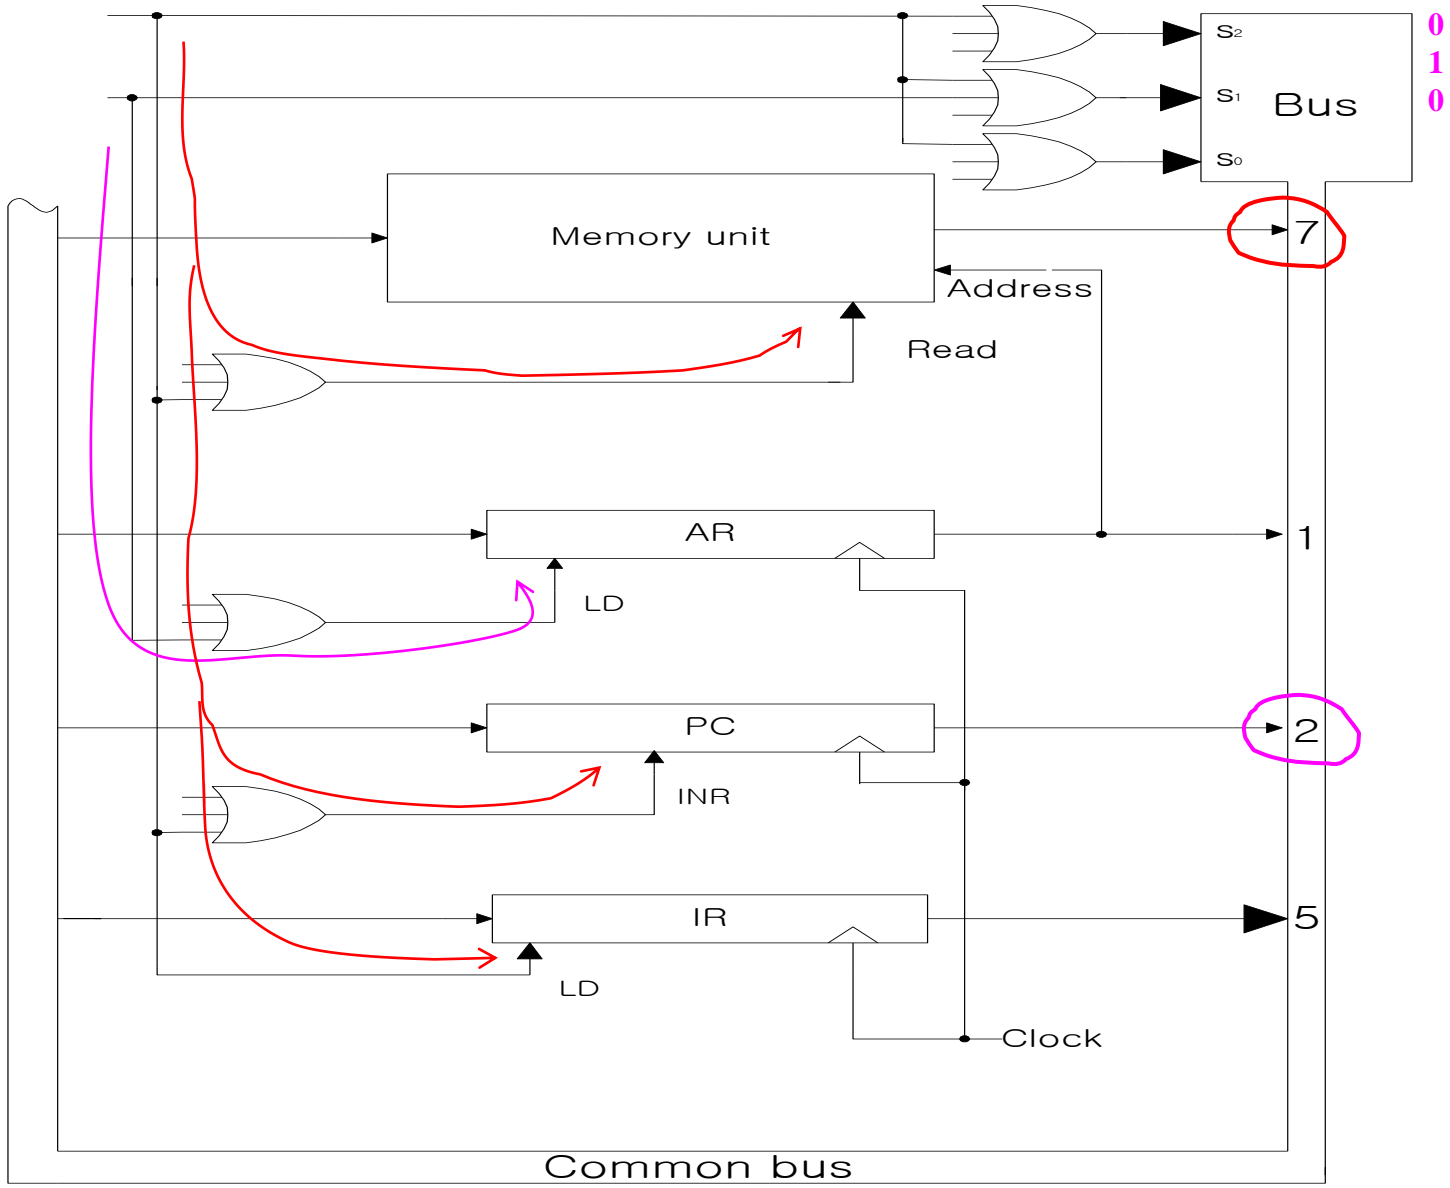 S2
0
1
0
S1
Bus
S0
Memory unit
7
Address
Read
AR
1
LD
PC
2
INR
IR
5
LD
Clock
Common bus